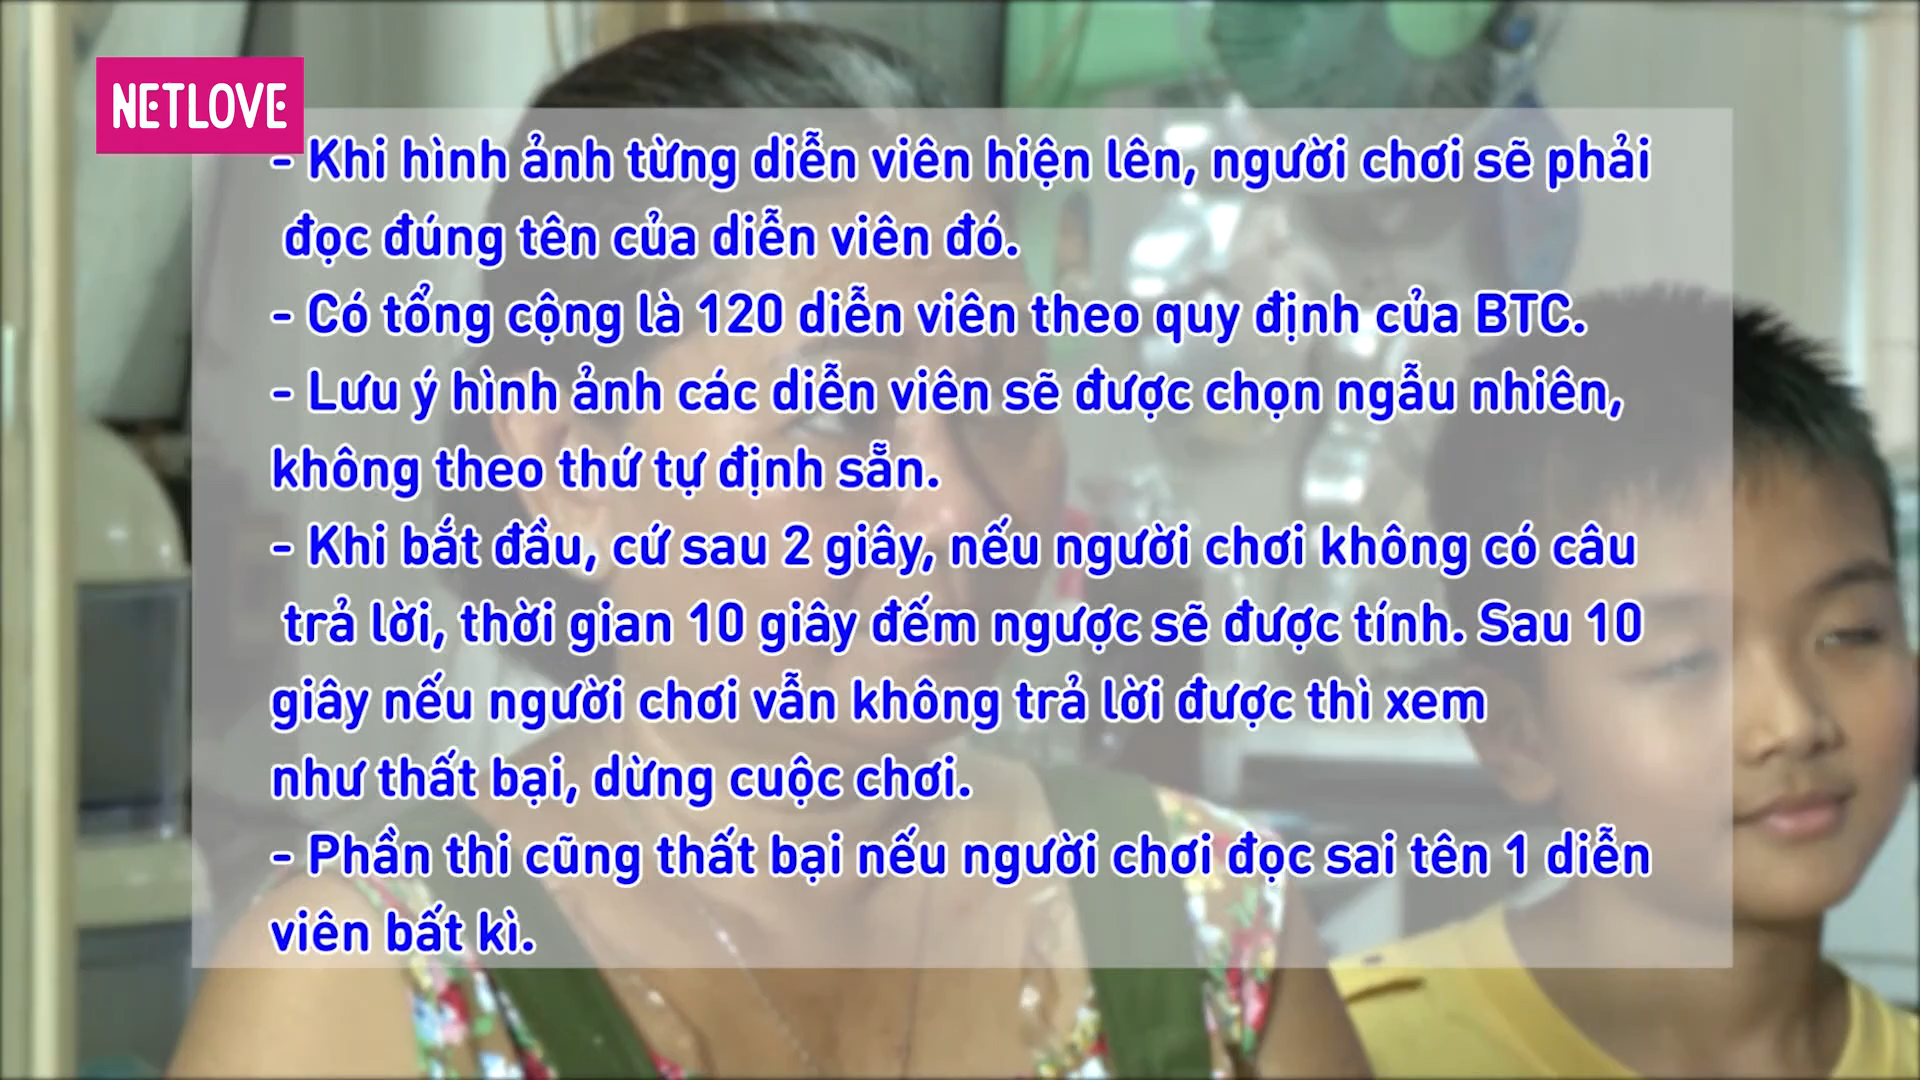 NETLOVE
- Khi hình ảnh từng diễn viên hiện lên, người chơi sẽ phải
đọc đúng tên của diễn viên đó.
- Có tổng cộng là 120 diễn viên theo quy định của BTC.
- Lưu ý hình ảnh các diễn viên sẽ được chọn ngẫu nhiên,
không theo thứ tự định sẵn.
- Khi bắt đầu, cứ sau 2 giây, nếu người chơi không có câu
trả lời, thời gian 10 giây đếm ngược sẽ được tính. Sau 10
giây nếu người chơi vẫn không trả lời được thì xem
như thất bại, dừng cuộc chơi.
- Phần thi cũng thất bại nếu người chơi đọc sai tên 1 diễn
viên bất kì.